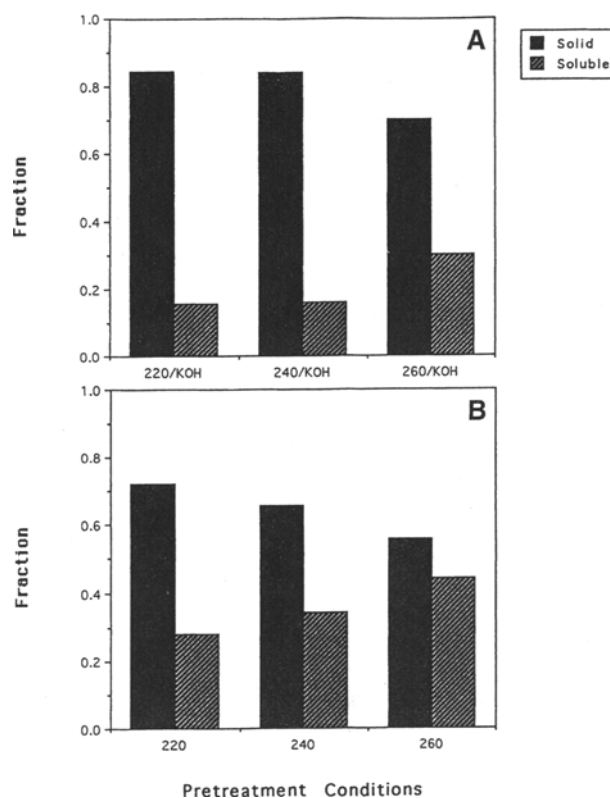 A
Solid
Soluble
Fraction
1.0
0.8
0.6
0.4
0.2
0.0
220/KOH
240/KOH
260/KOH
B
Fraction
1.0
0.8
0.6
0.4
0.2
0.0
220
240
260
Pretreatment Conditions